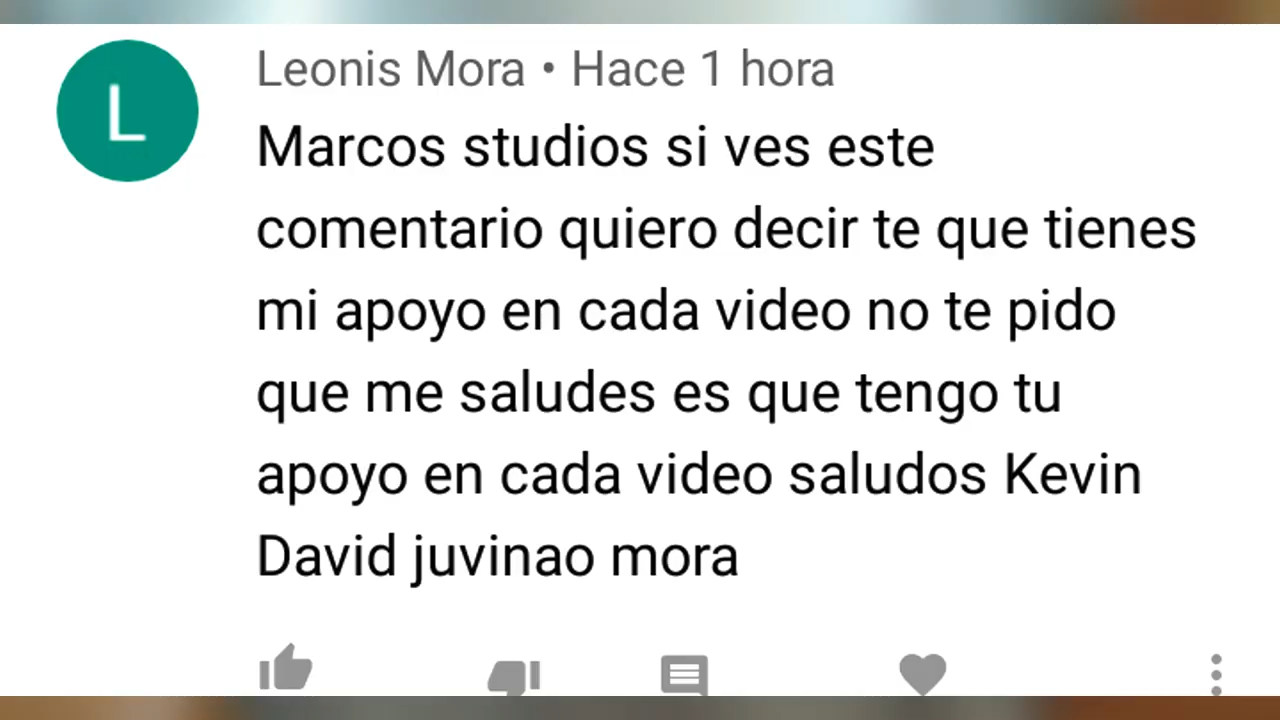 L
Leonis Mora • Hace 1 hora
Marcos studios si ves este
comentario quiero decir te que tienes
mi apoyo en cada video no te pido
que me saludes es que tengo tu
apoyo en cada video saludos Kevin
David juvinao mora